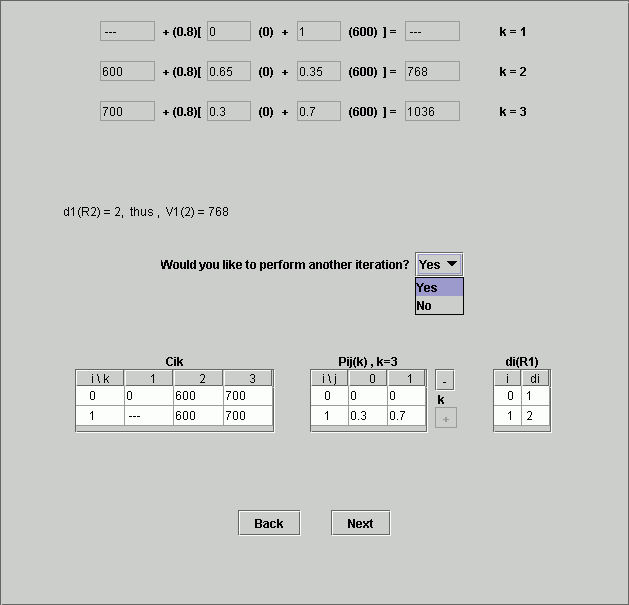 --- + (0.8)[ 0 (0) + 1 (600) ] = --- k = 1
600 + (0.8)[ 0.65 (0) + 0.35 (600) ] = 768 k = 2
700 + (0.8)[ 0.3 (0) + 0.7 (600) ] = 1036 k = 3
d1(R2) = 2, thus , V1(2) = 768
Would you like to perform another iteration? Yes
Yes
No
Cik Pij(k) , k=3 di(R1)
i \ k 1 2 3 i \ j 0 1 - i di
0 0 600 700 0 0 0 k 0 1
1 --- 600 700 1 0.3 0.7 + 1 2
Back Next